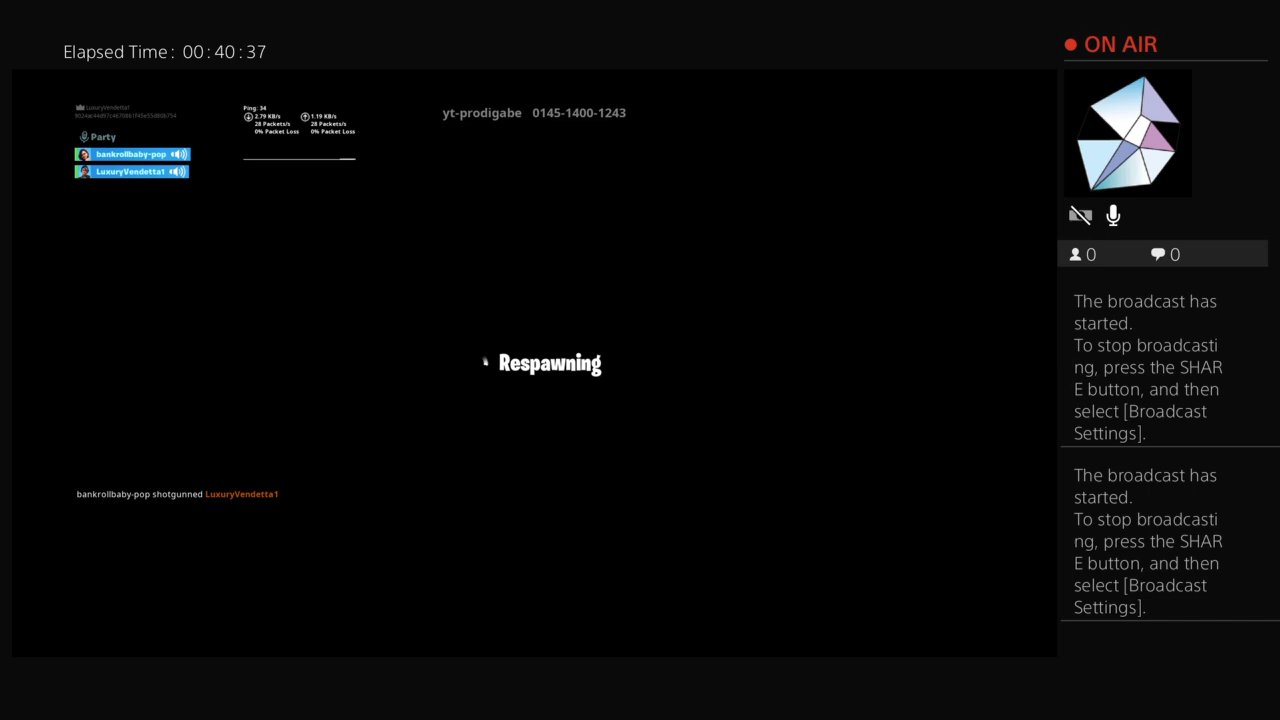 Elapsed Time: 00:40:37
ON AIR
LuxuryVendetta1
Ping: 34
2.79 KB/s 1.19 KB/s
28 Packets/s 28 Packets/s
0% Packet Loss 0% Packet Loss
yt-prodigabe 0145-1400-1243
Party
bankrollbaby-pop
LuxuryVendetta1
Respawning
bankrollbaby-pop shotgunned LuxuryVendetta1
0 0
The broadcast has
started.
To stop broadcasti
ng, press the SHAR
E button, and then
select [Broadcast
Settings].
The broadcast has
started.
To stop broadcasti
ng, press the SHAR
E button, and then
select [Broadcast
Settings].